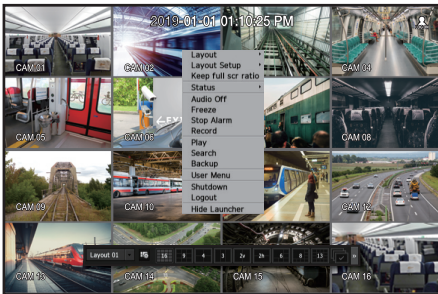 2019-01-01 01:10:25 PM
CAM 01
CAM 02
CAM 04
Layout
Layout Setup
Keep full scr ratio
Status
Audio Off
Freeze
Stop Alarm
Record
Play
Search
Backup
User Menu
Shutdown
Logout
Hide Launcher
CAM 05
CAM 06
CAM 08
CAM 09
CAM 10
CAM 12
Layout 01
16 9 4 3 2v 2h 6 8 13
CAM 13
CAM 14
CAM 15
CAM 16